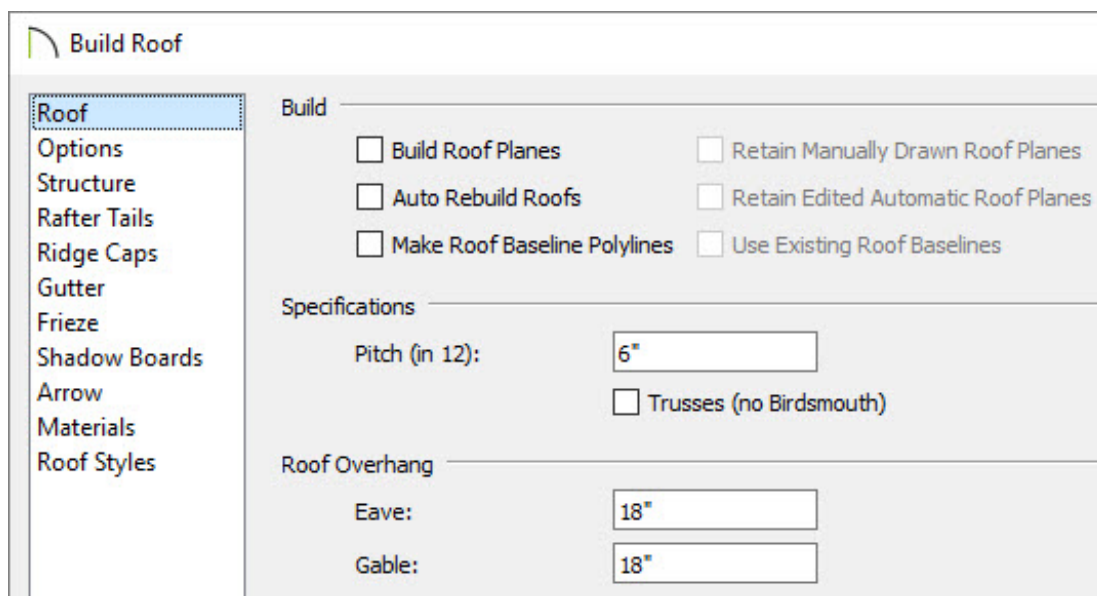 Build Roof
Roof
Options
Structure
Rafter Tails
Ridge Caps
Gutter
Frieze
Shadow Boards
Arrow
Materials
Roof Styles
Build
Build Roof Planes
Retain Manually Drawn Roof Planes
Auto Rebuild Roofs
Retain Edited Automatic Roof Planes
Make Roof Baseline Polylines
Use Existing Roof Baselines
Specifications
Pitch (in 12): 6"
Trusses (no Birdsmouth)
Roof Overhang
Eave: 18"
Gable: 18"